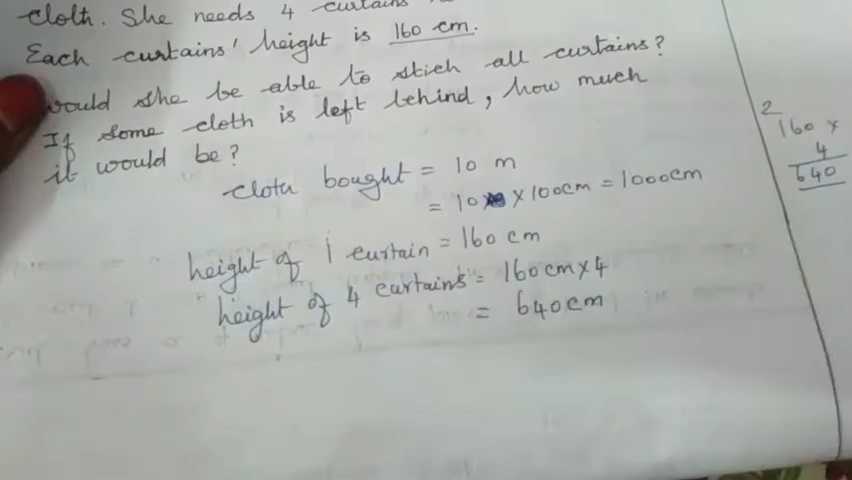 cloth. She needs 4 curtains
Each curtains' height is 160 cm.
would she be able to stich all curtains?
If some cloth is left behind, how much
it would be?
cloth bought = 10 m
= 10 × 100cm = 1000cm
height of 1 curtain = 160 cm
height of 4 curtains = 160cm×4
= 640cm
2
160 ×
4
640